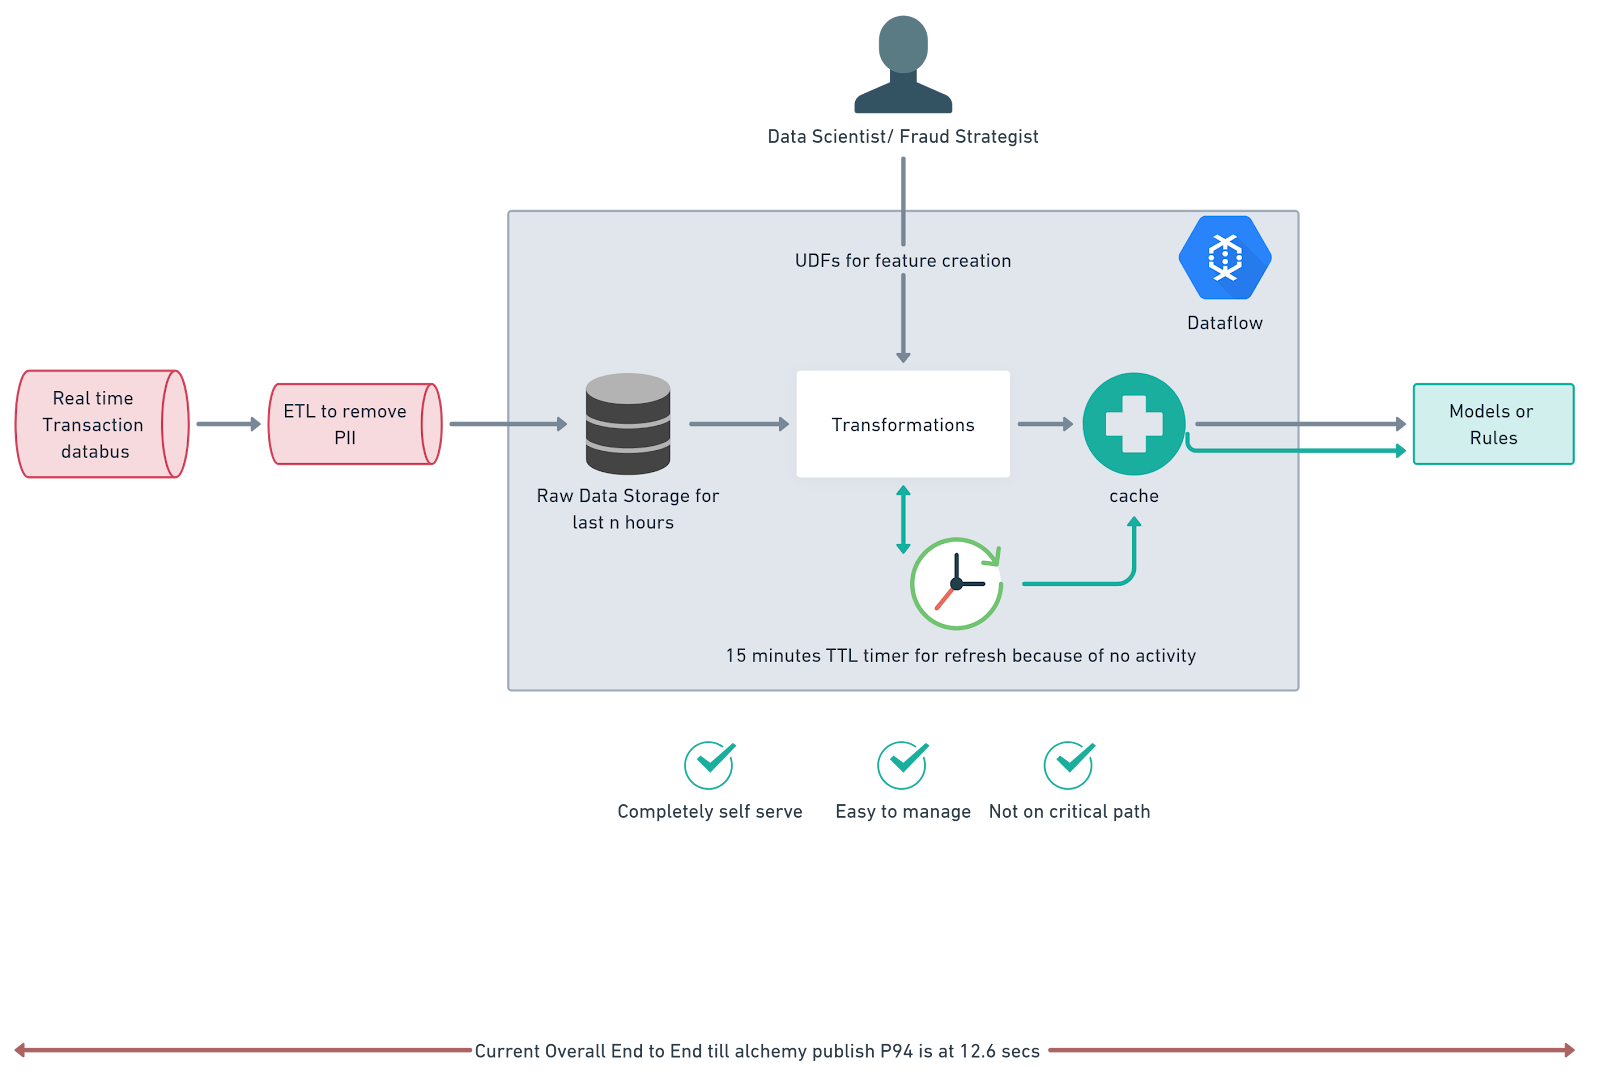 Data Scientist/ Fraud Strategist
UDFs for feature creation
Dataflow
Real time
Transaction
databus
ETL to remove
PII
Raw Data Storage for
last n hours
Transformations
cache
Models or
Rules
15 minutes TTL timer for refresh because of no activity
Completely self serve
Easy to manage
Not on critical path
Current Overall End to End till alchemy publish P94 is at 12.6 secs